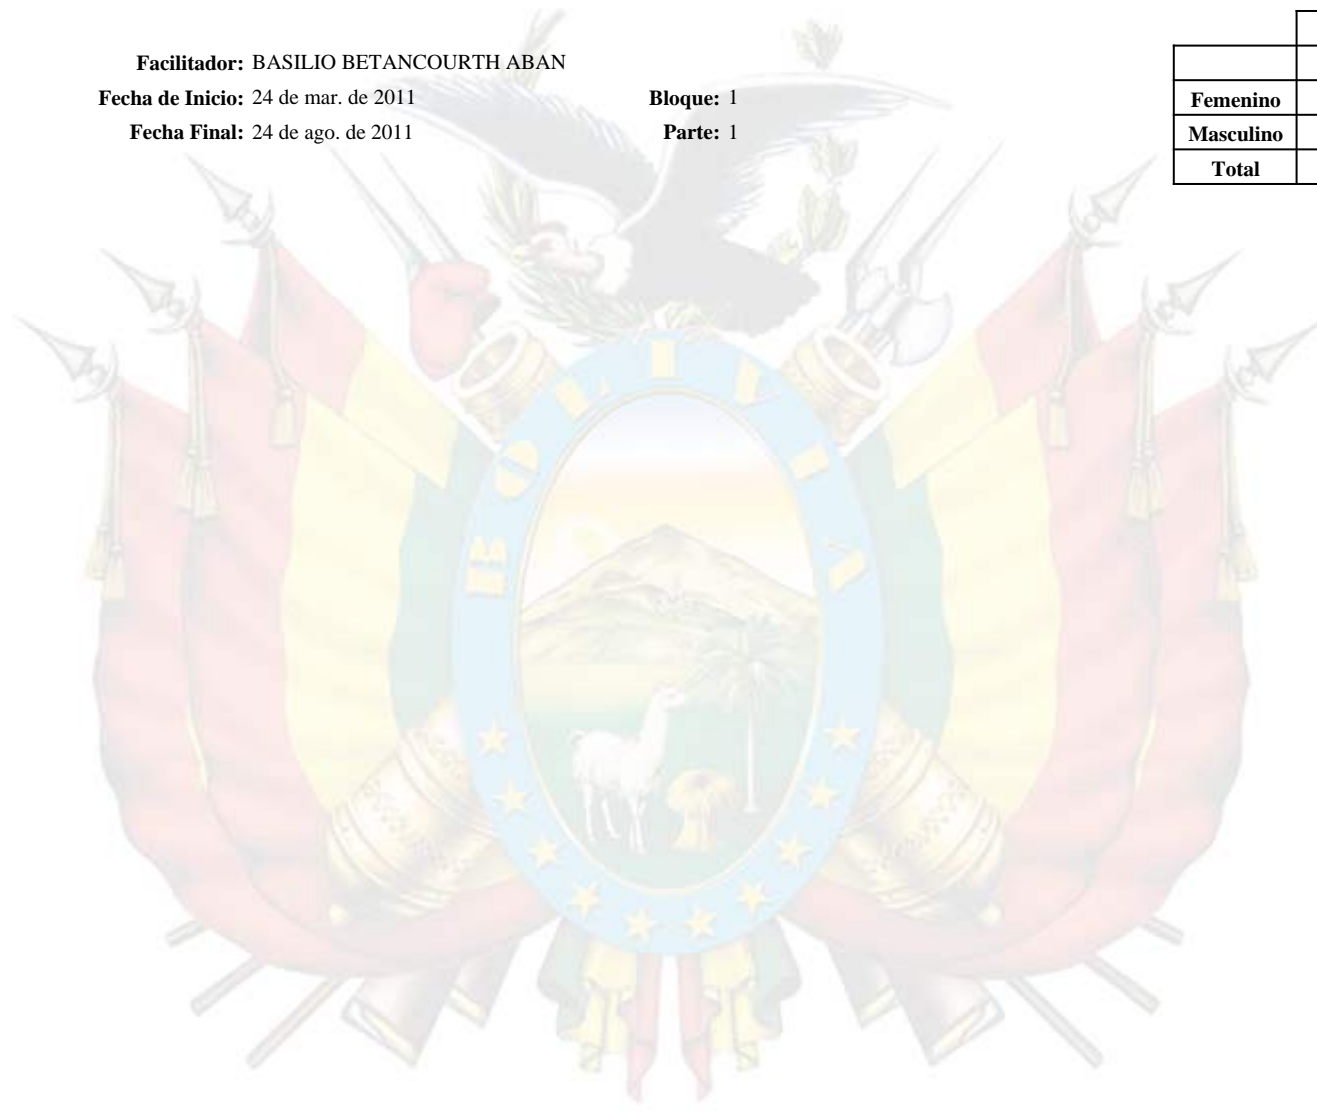 Facilitador: BASILIO BETANCOURTH ABAN
Fecha de Inicio: 24 de mar. de 2011 Bloque: 1
Fecha Final: 24 de ago. de 2011 Parte: 1
Femenino
Masculino
Total
BOLIVIA